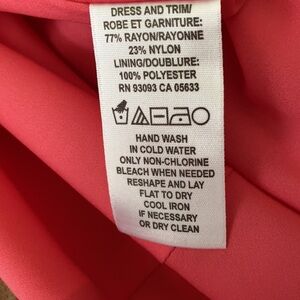 DRESS AND TRIM/
ROBE ET GARNITURE:
77% RAYON/RAYONNE
23% NYLON
LINING/DOUBLURE:
100% POLYESTER
RN 93093 CA 05633
HAND WASH
IN COLD WATER
ONLY NON-CHLORINE
BLEACH WHEN NEEDED
RESHAPE AND LAY
FLAT TO DRY
COOL IRON
IF NECESSARY
OR DRY CLEAN